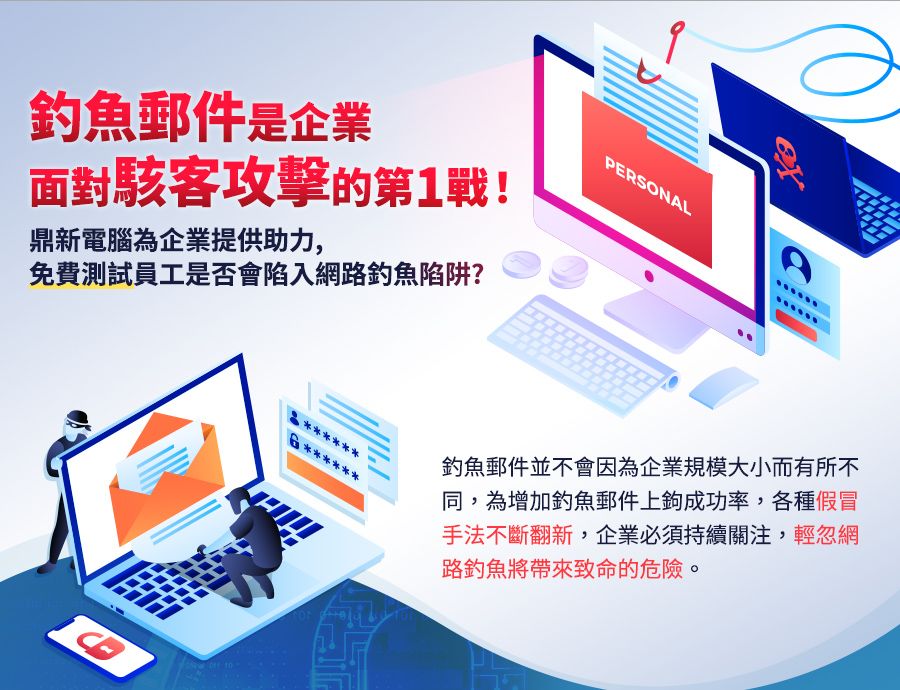 釣魚郵件是企業
面對駭客攻擊的第1戰!
鼎新電腦為企業提供助力,
免費測試員工是否會陷入網路釣魚陷阱?
PERSONAL
******
******
釣魚郵件並不會因為企業規模大小而有所不
同，為增加釣魚郵件上鉤成功率，各種假冒
手法不斷翻新，企業必須持續關注，輕忽網
路釣魚將帶來致命的危險。